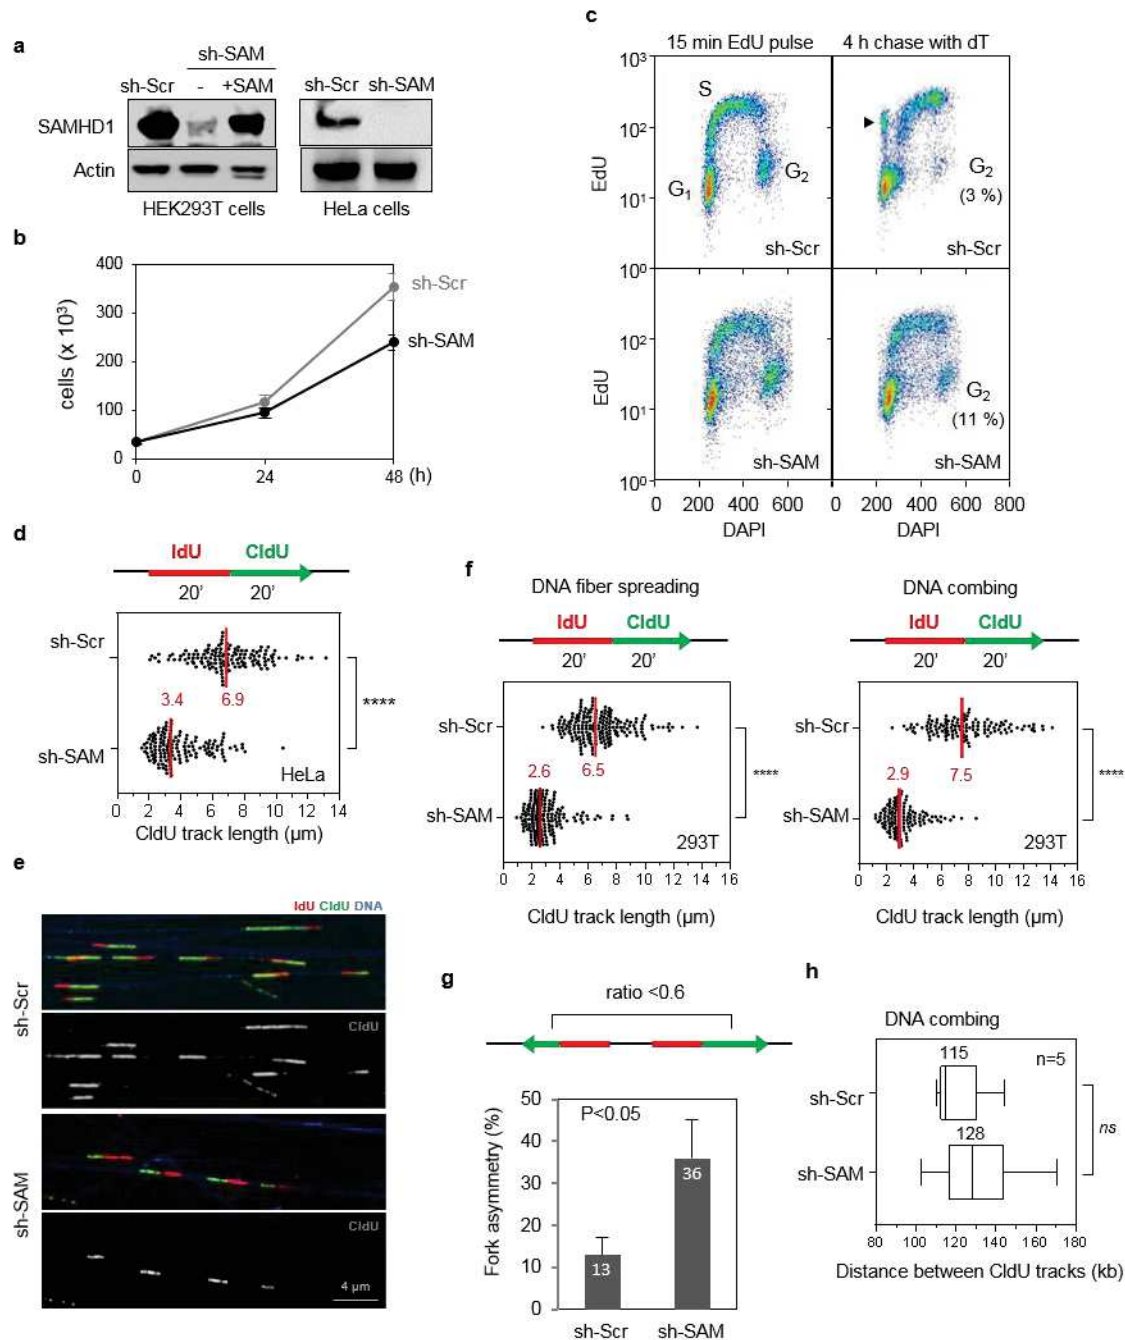 a
sh-SAM
sh-Scr
-
+SAM
sh-Scr
sh-SAM
SAMHD1
Actin
HEK293T cells
HeLa cells
b
400
300
200
100
0
cells (x 10³)
sh-Scr
sh-SAM
0
24
48
(h)
c
15 min EdU pulse
4 h chase with dT
10³
10²
10¹
10⁰
EdU
S
G₁
G₂
sh-Scr
G₂
(3 %)
sh-Scr
10²
10¹
10⁰
EdU
sh-SAM
G₂
(11 %)
sh-SAM
0
200
400
600
0
200
400
600
800
DAPI
DAPI
d
IdU
CldU
20'
20'
sh-Scr
3.4
6.9
sh-SAM
****
HeLa
0
2
4
6
8
10
12
14
CldU track length (µm)
e
IdU CldU DNA
sh-Scr
CldU
sh-SAM
CldU
4 µm
f
DNA fiber spreading
IdU
CldU
20'
20'
sh-Scr
2.6
6.5
sh-SAM
****
293T
0
2
4
6
8
10
12
14
16
CldU track length (µm)
DNA combing
IdU
CldU
20'
20'
sh-Scr
2.9
7.5
sh-SAM
****
293T
0
2
4
6
8
10
12
14
16
CldU track length (µm)
g
ratio <0.6
50
40
30
20
10
0
Fork asymmetry (%)
P<0.05
13
36
sh-Scr
sh-SAM
h
DNA combing
115
n=5
sh-Scr
128
sh-SAM
ns
80
100
120
140
160
180
Distance between CldU tracks (kb)